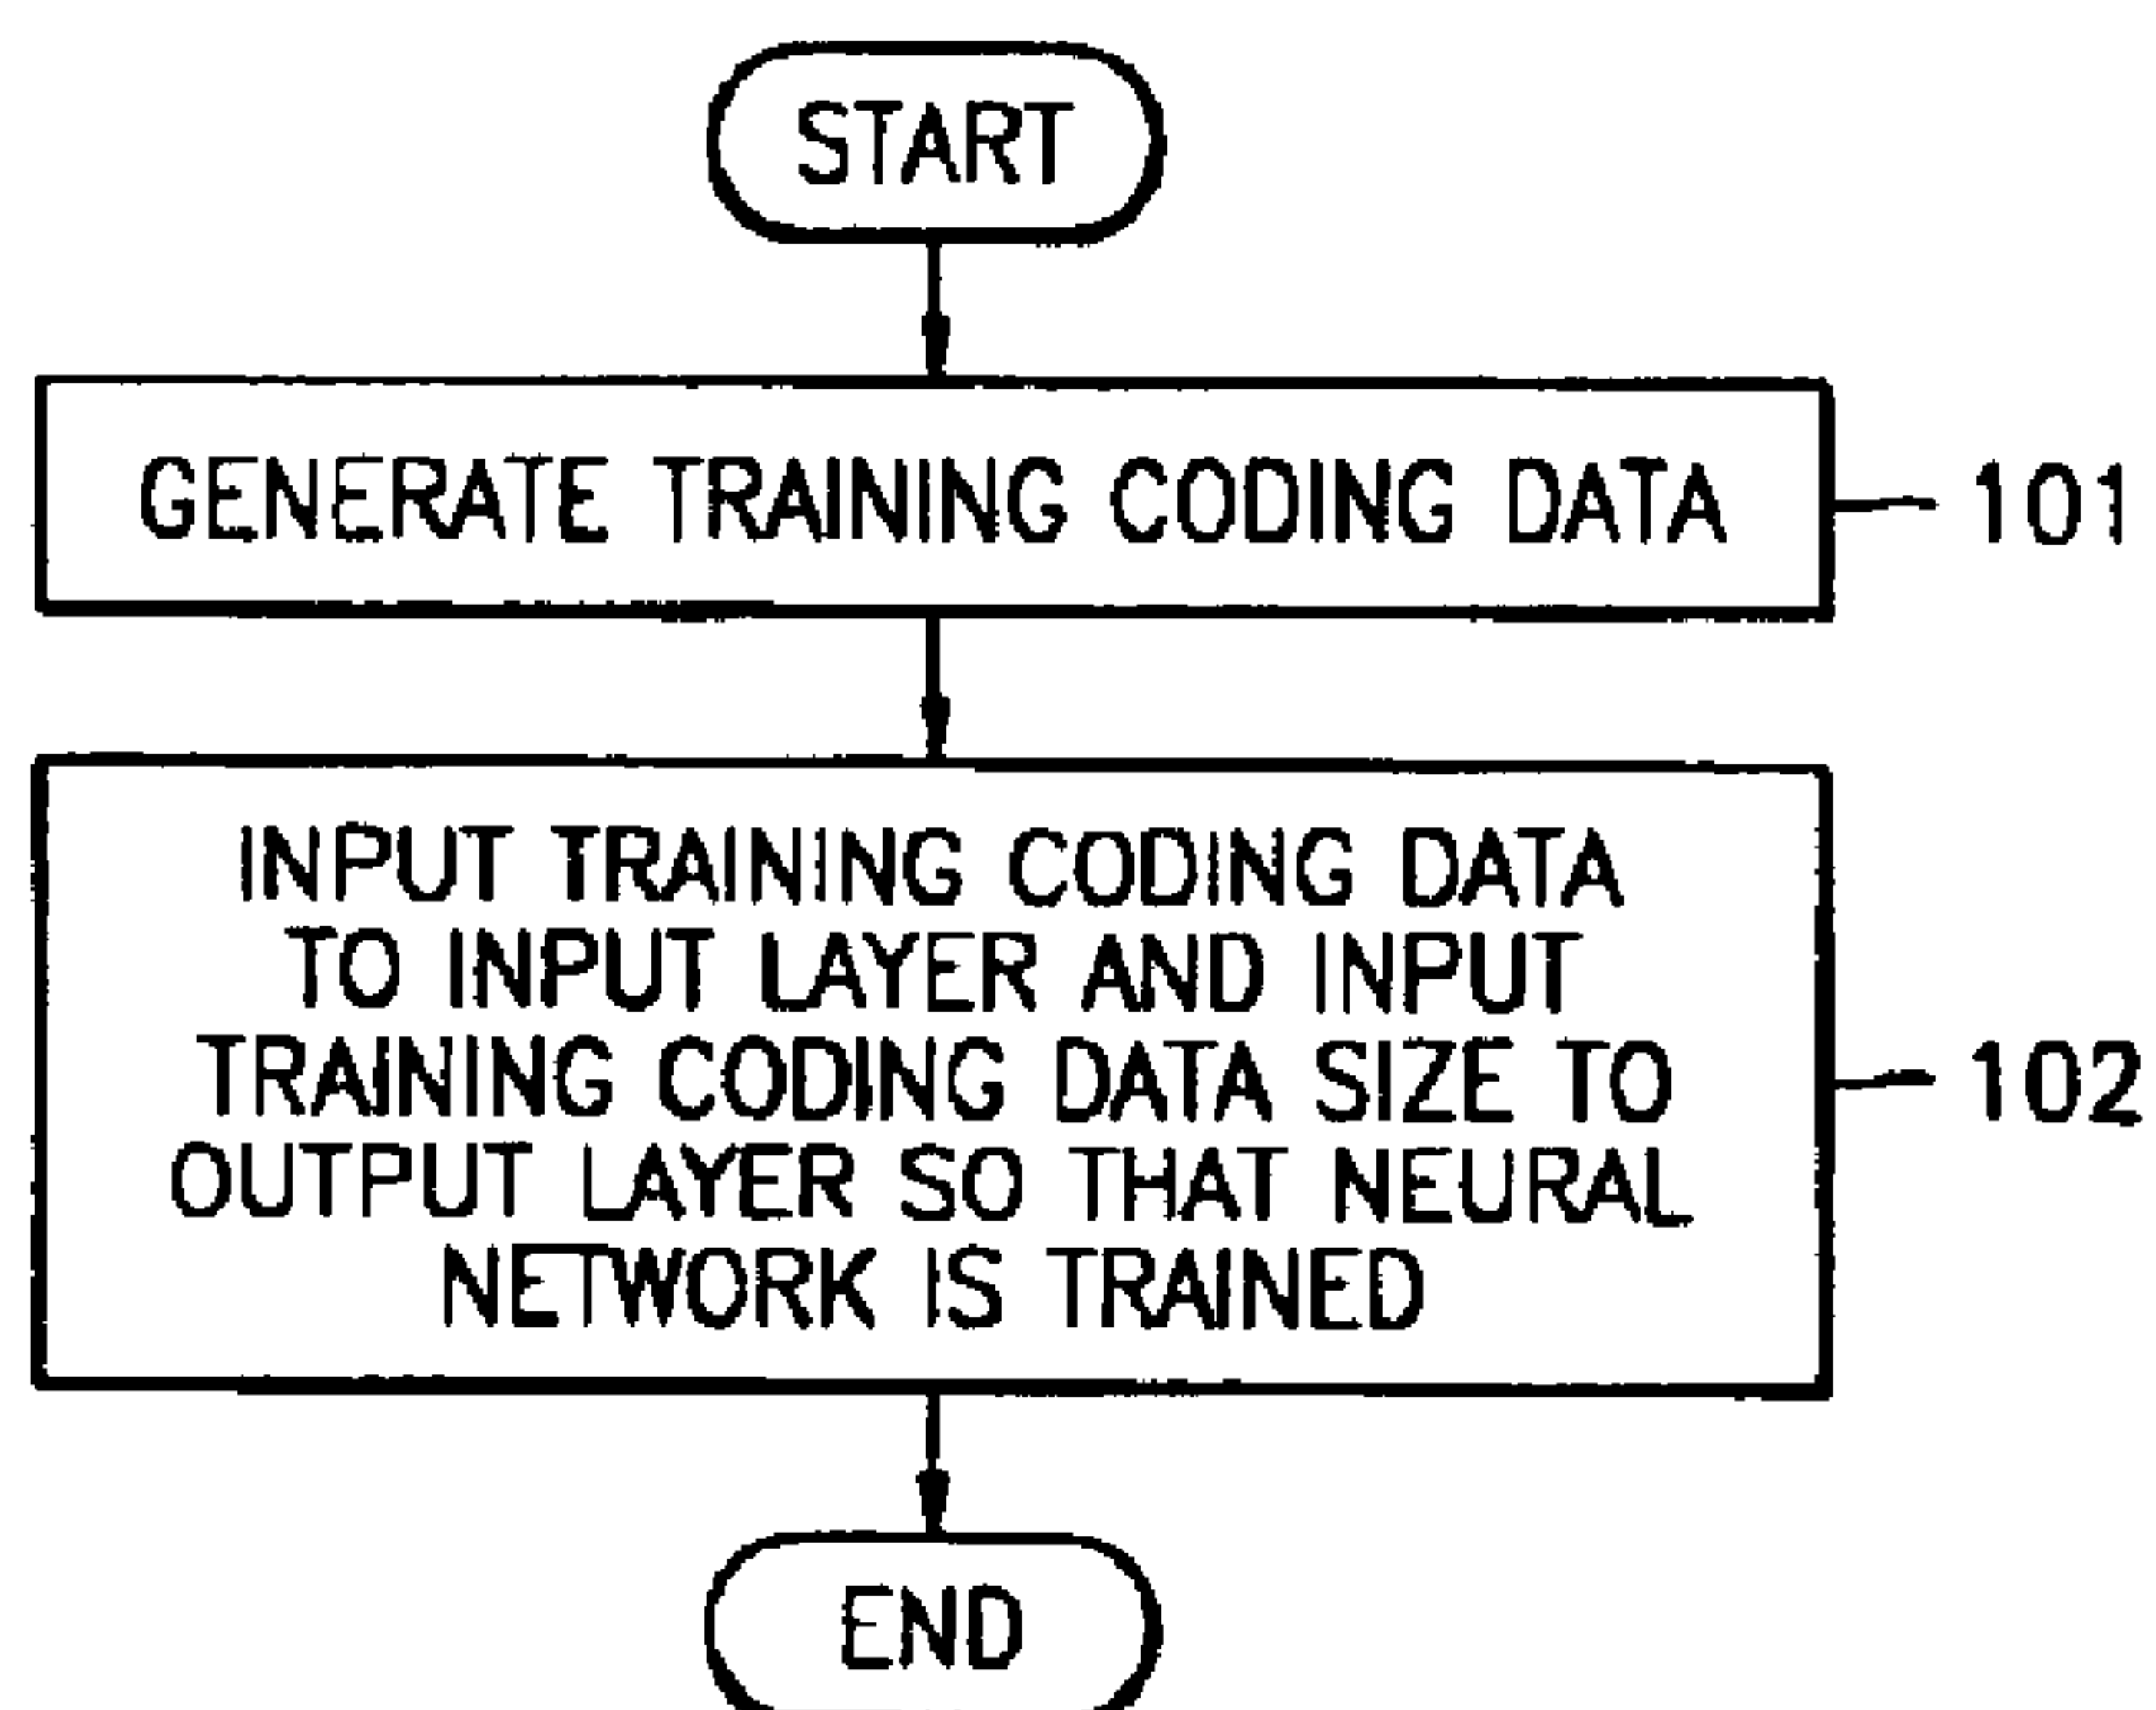 START
GENERATE TRAINING CODING DATA
101
INPUT TRAINING CODING DATA
TO INPUT LAYER AND INPUT
TRAINING CODING DATA SIZE TO
OUTPUT LAYER SO THAT NEURAL
NETWORK IS TRAINED
102
END